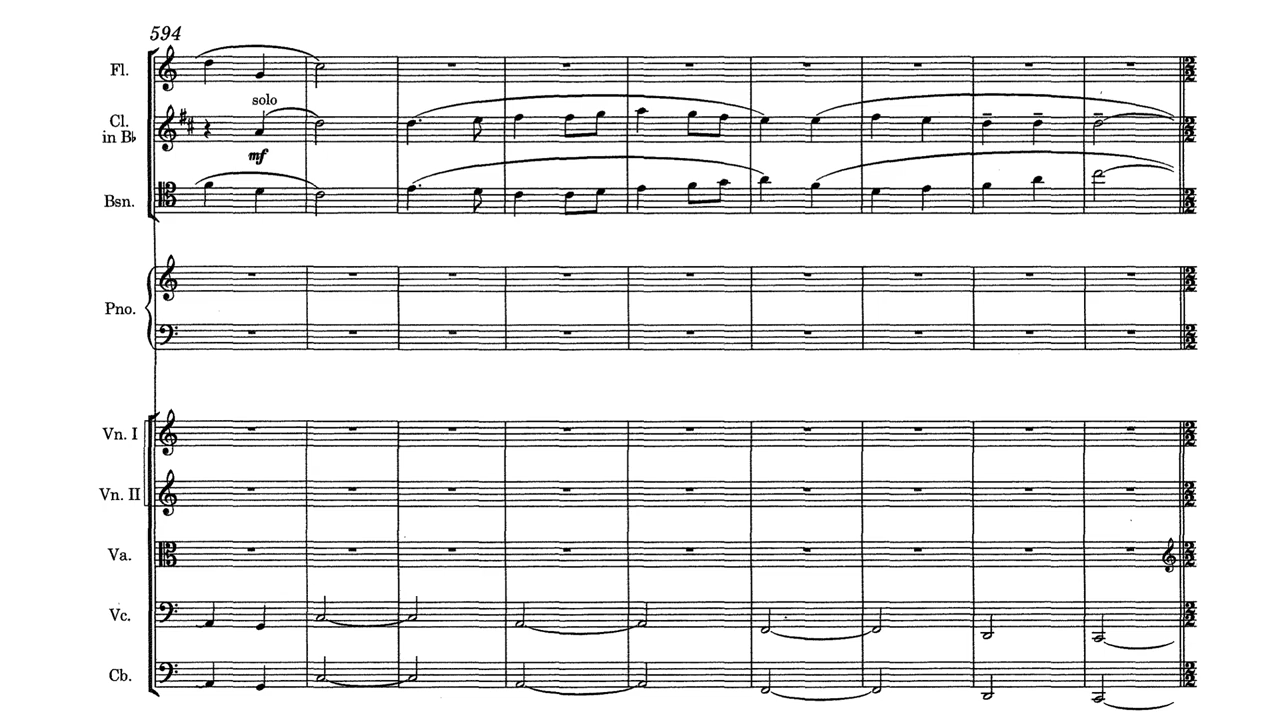 594
Fl.
solo
Cl.
in B♭
mf
Bsn.
Pno.
Vn. I
Vn. II
Va.
Vc.
Cb.